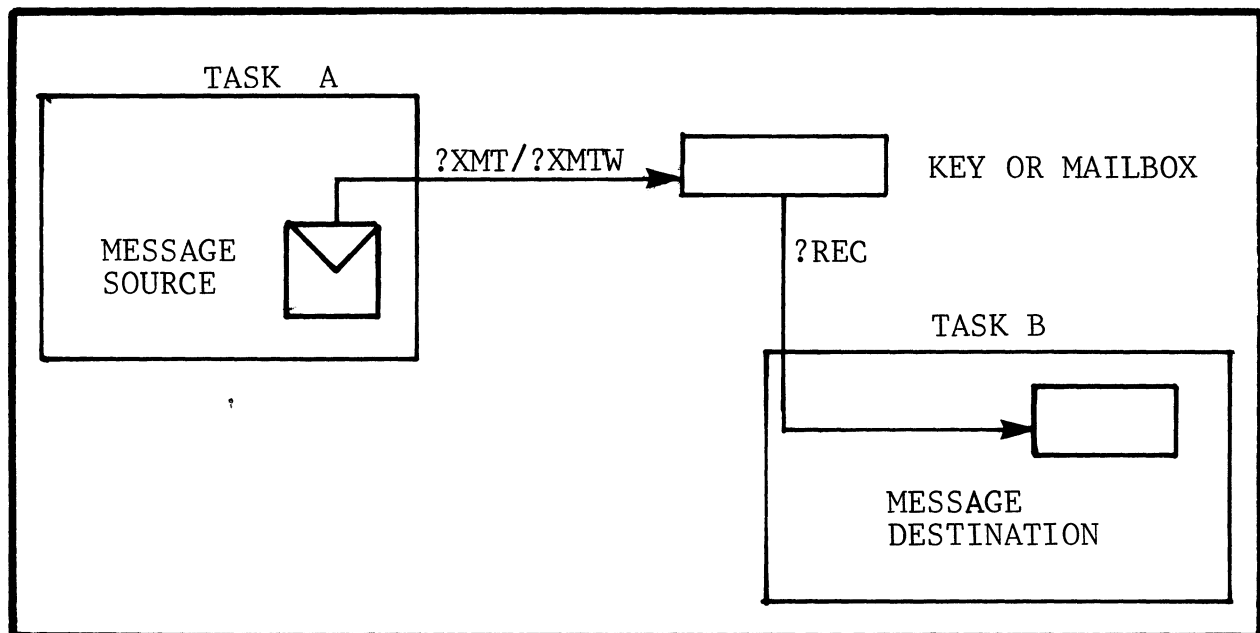 TASK A
?XMT/?XMTW
KEY OR MAILBOX
MESSAGE
SOURCE
?REC
TASK B
MESSAGE
DESTINATION